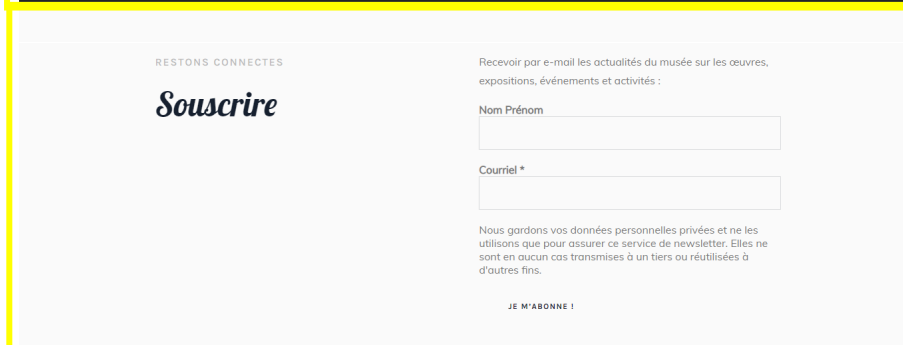 RESTONS CONNECTES
Souscrire
Recevoir par e-mail les actualités du musée sur les œuvres,
expositions, événements et activités :
Nom Prénom
Courriel *
Nous gardons vos données personnelles privées et ne les
utilisons que pour assurer ce service de newsletter. Elles ne
sont en aucun cas transmises à un tiers ou réutilisées à
d'autres fins.
JE M'ABONNE !